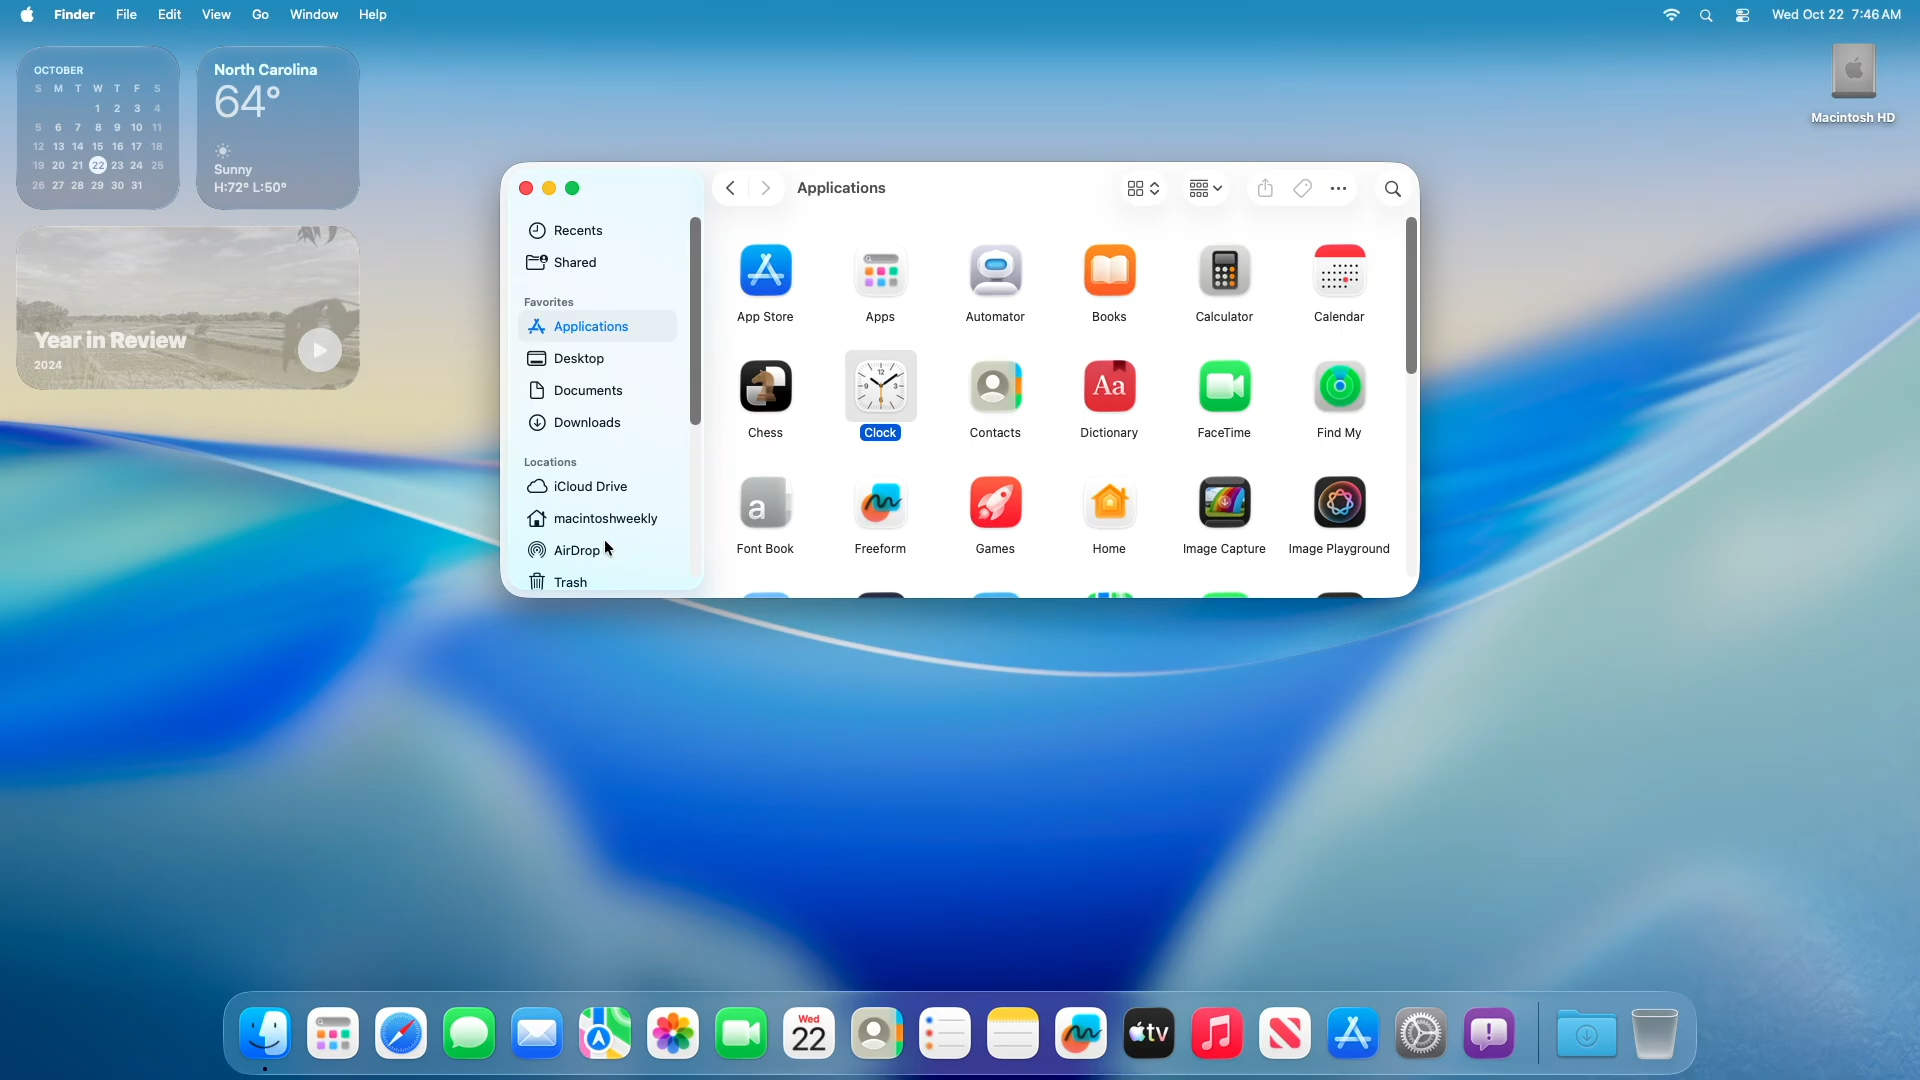 Finder File Edit View Go Window Help
Wed Oct 22 7:46 AM
OCTOBER
S M T W T F S
1 2 3 4
5 6 7 8 9 10 11
12 13 14 15 16 17 18
19 20 21 22 23 24 25
26 27 28 29 30 31
North Carolina
64°
Sunny
H:72° L:50°
Year in Review
2024
Macintosh HD
Applications
Recents
Shared
Favorites
Applications
Desktop
Documents
Downloads
Locations
iCloud Drive
macintoshweekly
AirDrop
Trash
App Store Apps Automator Books Calculator Calendar
Aa
Chess Clock Contacts Dictionary FaceTime Find My
a
Font Book Freeform Games Home Image Capture Image Playground
Wed
22
tv